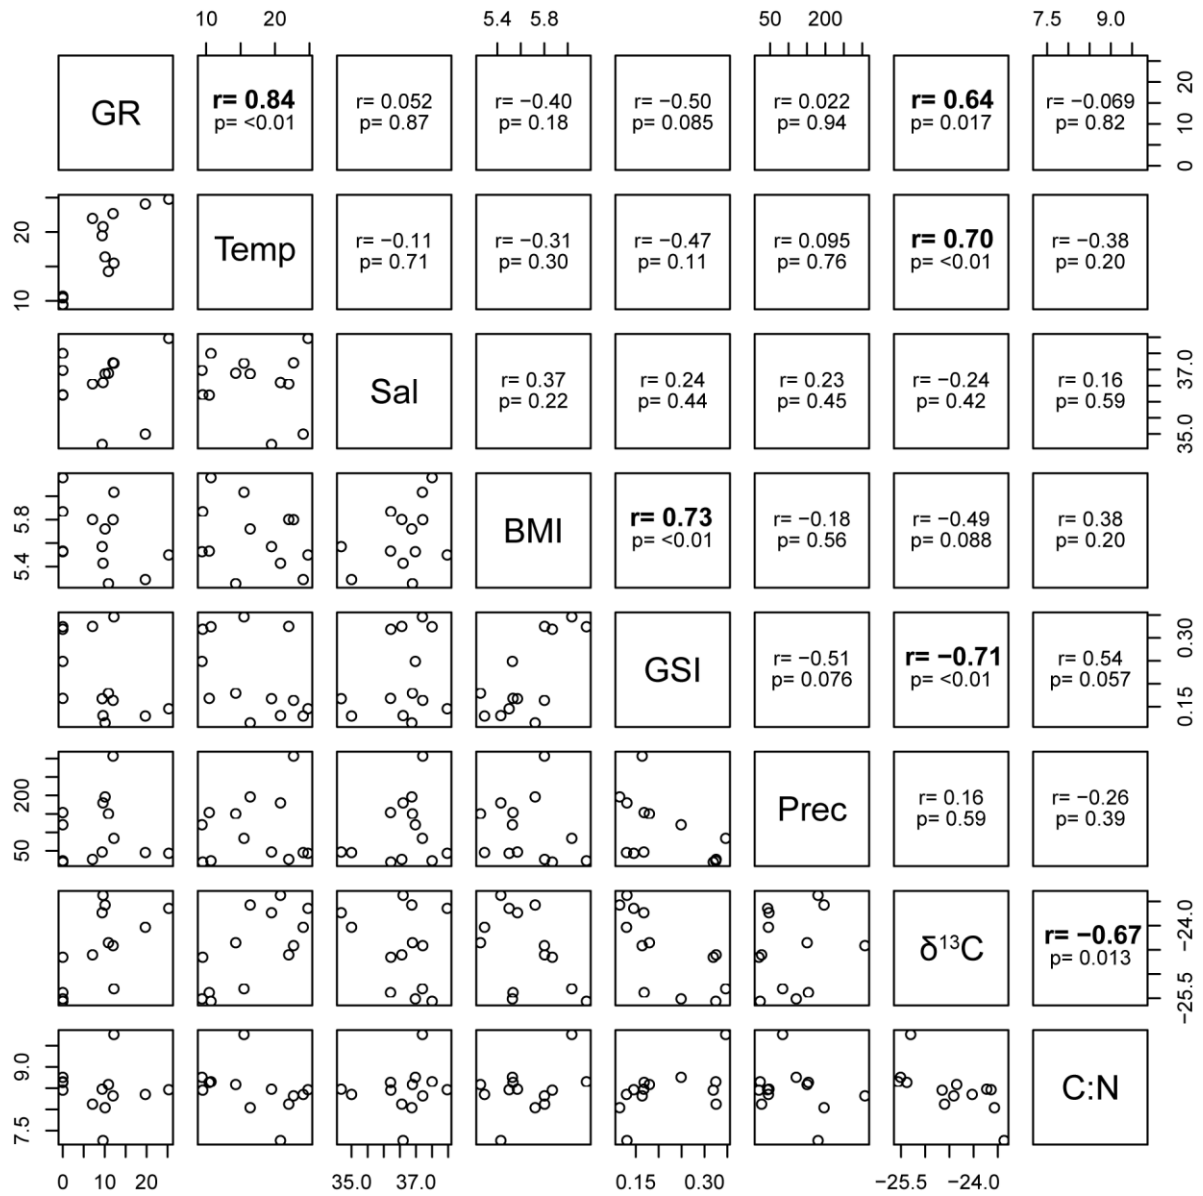 10 20 5.4 5.8 50 200 7.5 9.0
GR r= 0.84 r= 0.052 r= −0.40 r= −0.50 r= 0.022 r= 0.64 r= −0.069
p= <0.01 p= 0.87 p= 0.18 p= 0.085 p= 0.94 p= 0.017 p= 0.82
0 10 20
10 20
Temp r= −0.11 r= −0.31 r= −0.47 r= 0.095 r= 0.70 r= −0.38
p= 0.71 p= 0.30 p= 0.11 p= 0.76 p= <0.01 p= 0.20
Sal r= 0.37 r= 0.24 r= 0.23 r= −0.24 r= 0.16
p= 0.22 p= 0.44 p= 0.45 p= 0.42 p= 0.59
35.0 37.0
5.4 5.8
BMI r= 0.73 r= −0.18 r= −0.49 r= 0.38
p= <0.01 p= 0.56 p= 0.088 p= 0.20
GSI r= −0.51 r= −0.71 r= 0.54
p= 0.076 p= <0.01 p= 0.057
0.15 0.30
50 200
Prec r= 0.16 r= −0.26
p= 0.59 p= 0.39
δ¹³C r= −0.67
p= 0.013
−25.5 −24.0
7.5 9.0
C:N
0 10 20 35.0 37.0 0.15 0.30 −25.5 −24.0